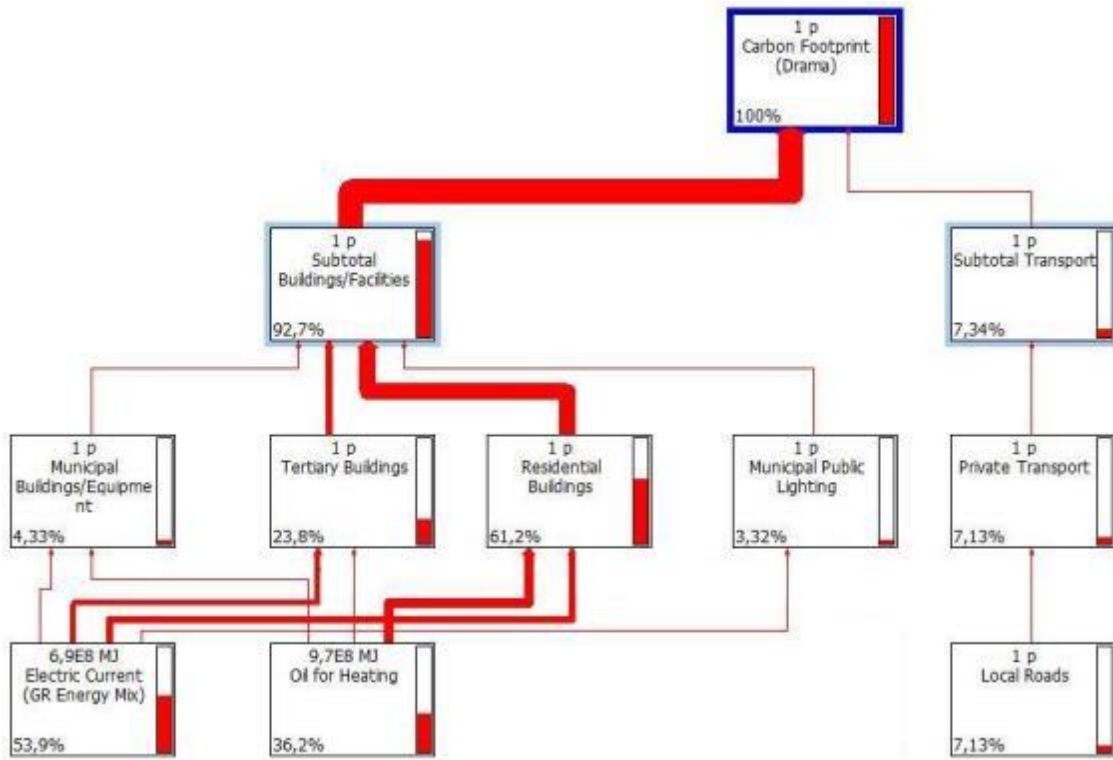 1 p
Carbon Footprint
(Drama)
100%
1 p
Subtotal
Buildings/Facilities
92,7%
1 p
Subtotal Transport
7,34%
1 p
Municipal
Buildings/Equipme
nt
4,33%
1 p
Tertiary Buildings
23,8%
1 p
Residential
Buildings
61,2%
1 p
Municipal Public
Lighting
3,32%
1 p
Private Transport
7,13%
6,9E8 MJ
Electric Current
(GR Energy Mix)
53,9%
9,7E8 MJ
Oil for Heating
36,2%
1 p
Local Roads
7,13%